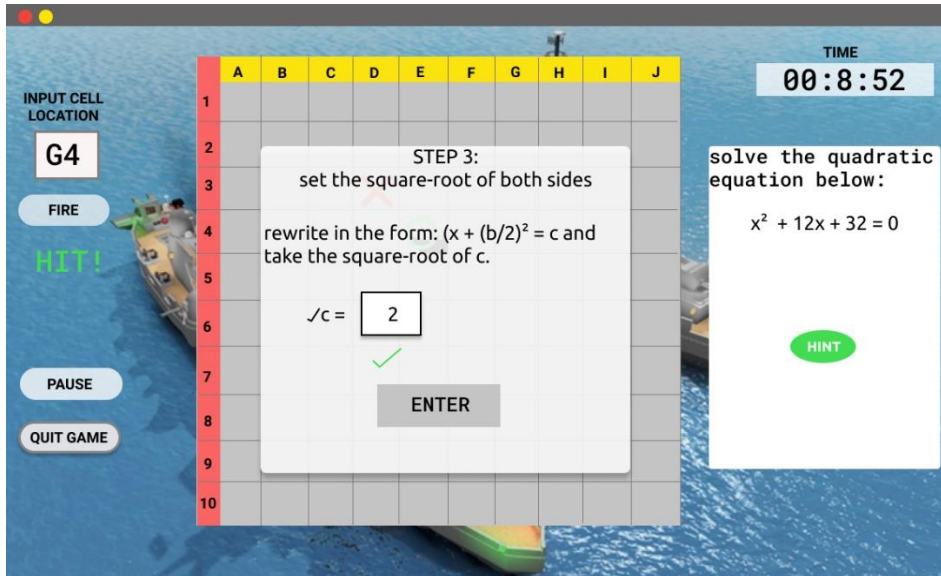 TIME
00:8:52
INPUT CELL
LOCATION
G4
FIRE
HIT!
PAUSE
QUIT GAME
A B C D E F G H I J
1
2
3
4
5
6
7
8
9
10
STEP 3:
set the square-root of both sides
rewrite in the form: (x + (b/2)² = c and
take the square-root of c.
✓c = 2
ENTER
solve the quadratic
equation below:
x² + 12x + 32 = 0
HINT